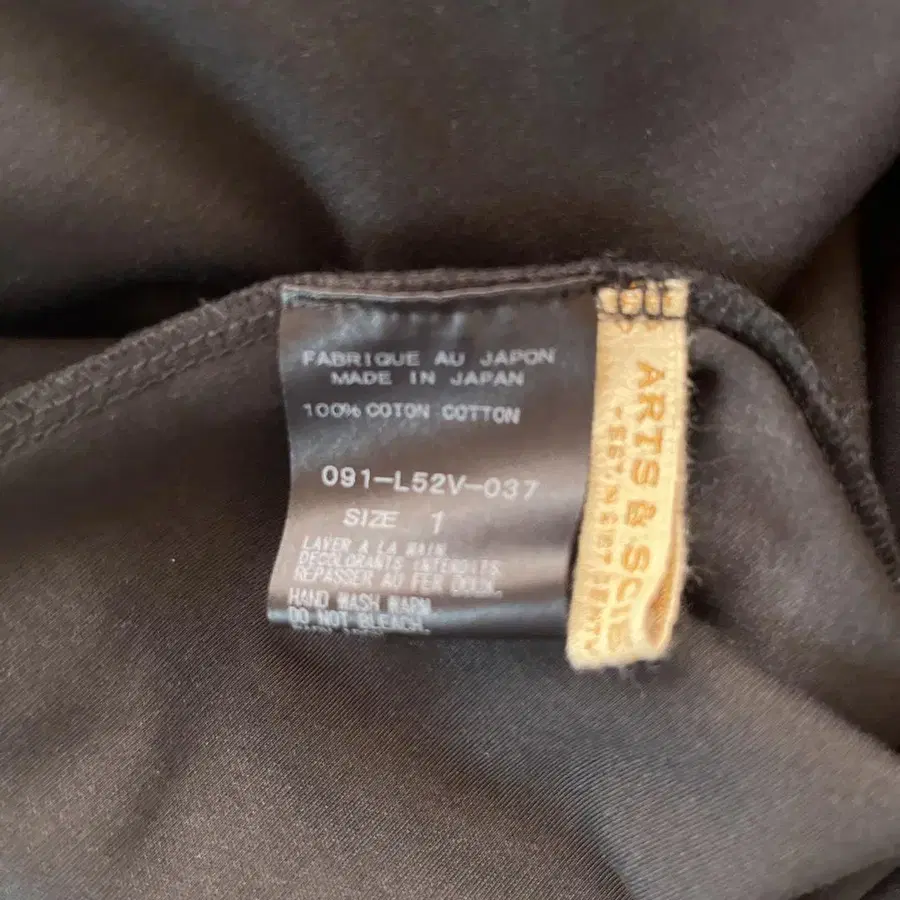 FABRIQUE AU JAPON
MADE IN JAPAN
100% COTON COTTON
091-L52V-037
SIZE 1
LAVER A LA MAIN.
DECOLORANTS INTERDITS.
REPASSER AU FER DOUX.
HAND WASH WARM.
DO NOT BLEACH.
ARTS & SCIE